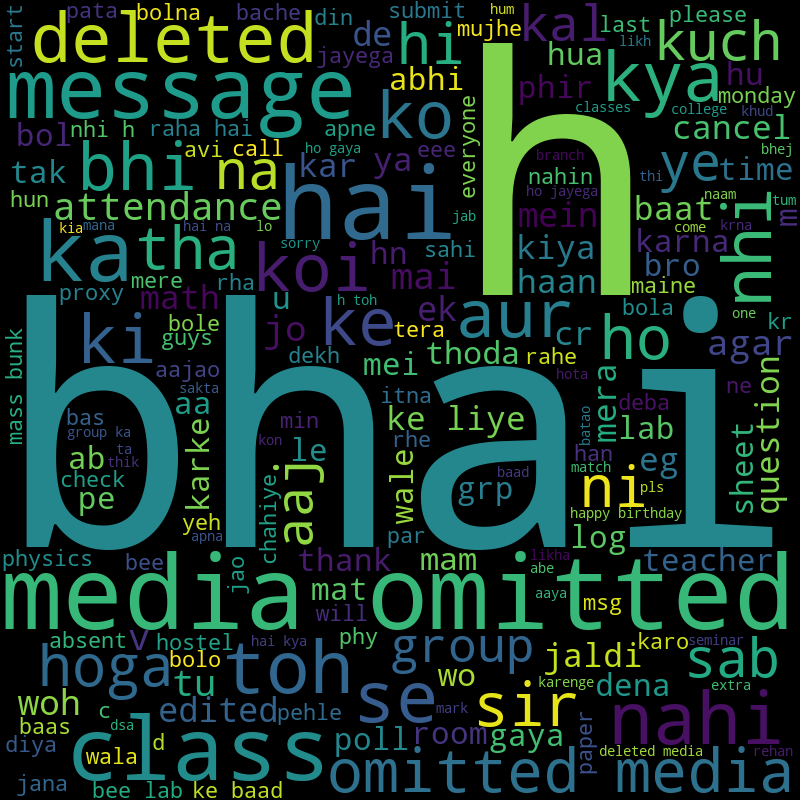 pata bolna bache din submit hum mujhe kal last please
start deleted de hi likh kuch
message jayega abhi hua kya hu
ko phir classes college monday
bol nhi h raha hai apne everyone h khud cancel
avi call ho gaya eee branch bhej
tak bhi na kar ya nahin ye time
hun attendance hai ho jayega thi naam tum
kia mana lo jab mein baat nhi m
hai na hn come krna
ka tha koi mai sahi kiya karna
mere sorry haan bro
proxy math rha h toh u ke ek aur maine
bole jo tera cr bola one kr
ki guys mei thoda rahe ho agar
mass bunk aajao dekh hota mera
sakta itna deba ne
bhai
bas aa min ke liye lab
group ka kon rhe batao han sheet question
ta ab thik karke le wale eg
check pe aaj grp baad match ni pls
yeh chahiye happy birthday
apna par log
physics bee thank mam likha teacher
jao abe
media omitted
mat aaya msg
will
absent v hostel phy karo seminar
hai kya group
hoga bolo toh wo jaldi sab
tu karenge dena extra
woh c edited pehle se mark sir nahi
baas dsa room gaya
diya wala d class poll paper deleted media rehan
jana bee lab ke baad omitted media